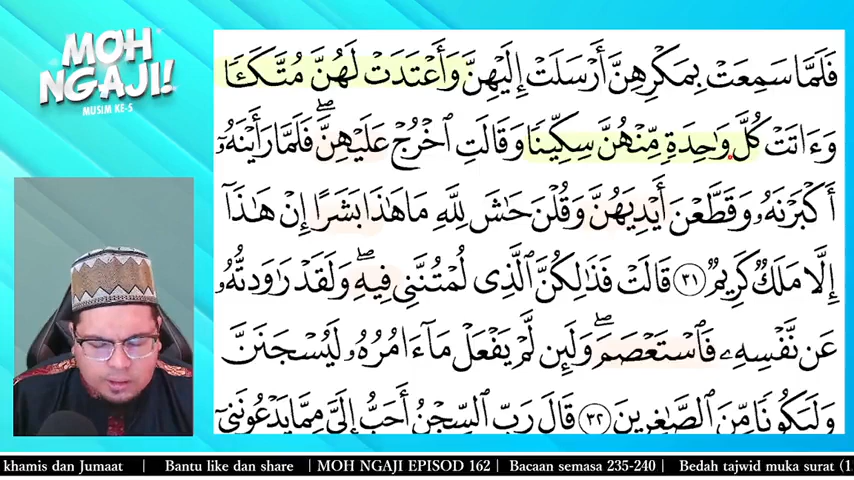 MOH
NGAJI!
MUSIM KE-5
فَلَمَّا سَمِعَتْ بِمَكْرِهِنَّ أَرْسَلَتْ إِلَيْهِنَّ وَأَعْتَدَتْ لَهُنَّ مُتَّكَـًٔا
وَءَاتَتْ كُلَّ وَٰحِدَةٍ مِّنْهُنَّ سِكِّينًا وَقَالَتِ ٱخْرُجْ عَلَيْهِنَّ ۖ فَلَمَّا رَأَيْنَهُۥٓ
أَكْبَرْنَهُۥ وَقَطَّعْنَ أَيْدِيَهُنَّ وَقُلْنَ حَٰشَ لِلَّهِ مَا هَٰذَا بَشَرًا إِنْ هَٰذَآ
إِلَّا مَلَكٌ كَرِيمٌ ٣١ قَالَتْ فَذَٰلِكُنَّ ٱلَّذِى لُمْتُنَّنِى فِيهِ ۖ وَلَقَدْ رَٰوَدتُّهُۥ
عَن نَّفْسِهِۦ فَٱسْتَعْصَمَ ۖ وَلَئِن لَّمْ يَفْعَلْ مَآ ءَامُرُهُۥ لَيُسْجَنَنَّ
وَلَيَكُونًا مِّنَ ٱلصَّٰغِرِينَ ٣٢ قَالَ رَبِّ ٱلسِّجْنُ أَحَبُّ إِلَىَّ مِمَّا يَدْعُونَنِىٓ
khamis dan Jumaat | Bantu like dan share | MOH NGAJI EPISOD 162 | Bacaan semasa 235-240 | Bedah tajwid muka surat (1